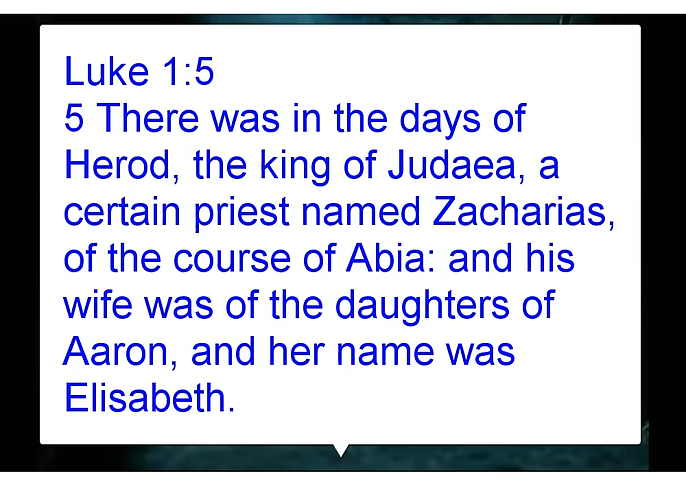 Luke 1:5
5 There was in the days of
Herod, the king of Judaea, a
certain priest named Zacharias,
of the course of Abia: and his
wife was of the daughters of
Aaron, and her name was
Elisabeth.